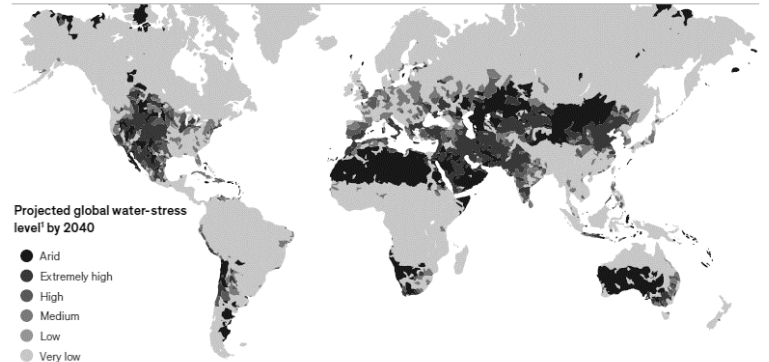 Projected global water-stress
level¹ by 2040
Arid
Extremely high
High
Medium
Low
Very low